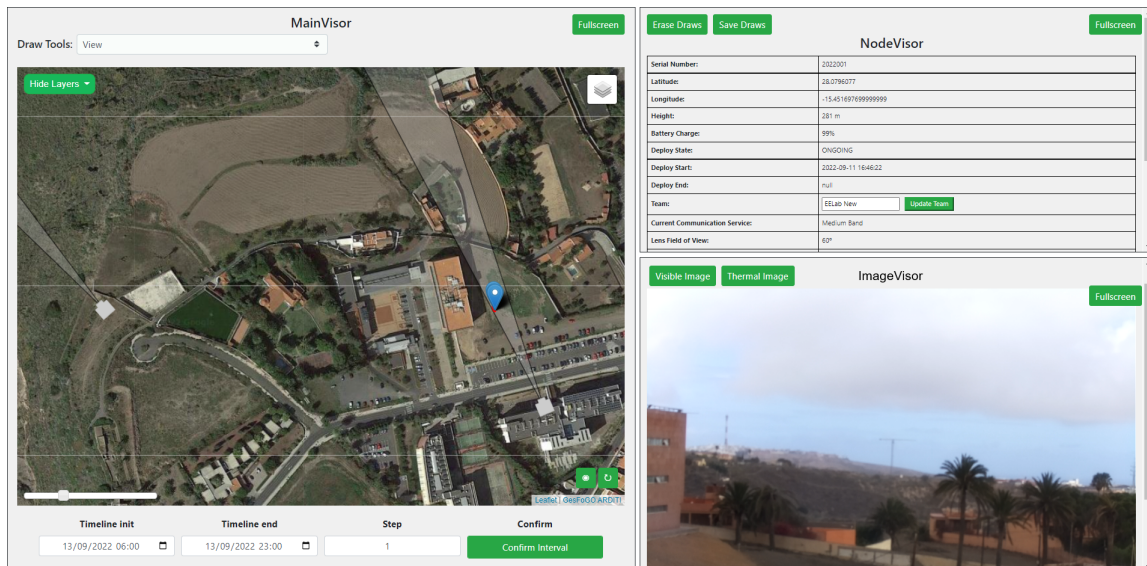 MainVisor
Fullscreen
Draw Tools: View
Hide Layers
Leaflet | GesFoGO ARDITI
Timeline init Timeline end Step Confirm
13/09/2022 06:00 13/09/2022 23:00 1 Confirm Interval
Erase Draws Save Draws Fullscreen
NodeVisor
Serial Number: 2022001
Latitude: 28.0796077
Longitude: -15.451697699999999
Height: 281 m
Battery Charge: 99%
Deploy State: ONGOING
Deploy Start: 2022-09-11 16:46:22
Deploy End: null
Team: EELab New Update Team
Current Communication Service: Medium Band
Lens Field of View: 60º
Visible Image Thermal Image ImageVisor
Fullscreen